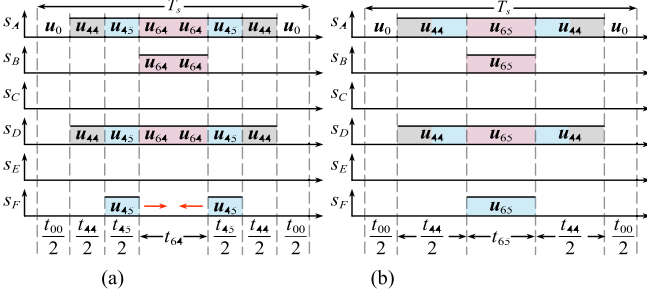 T_s T_s
s_A u_0 u_44 u_45 u_64 u_64 u_45 u_44 u_0 s_A u_0 u_44 u_65 u_44 u_0
s_B u_64 u_64 s_B u_65
s_C s_C
s_D u_44 u_45 u_64 u_64 u_45 u_44 s_D u_44 u_65 u_44
s_E s_E
s_F u_45 u_45 s_F u_65
t_00/2 t_44/2 t_45/2 t_64 t_45/2 t_44/2 t_00/2 t_00/2 t_44/2 t_65 t_44/2 t_00/2
(a) (b)